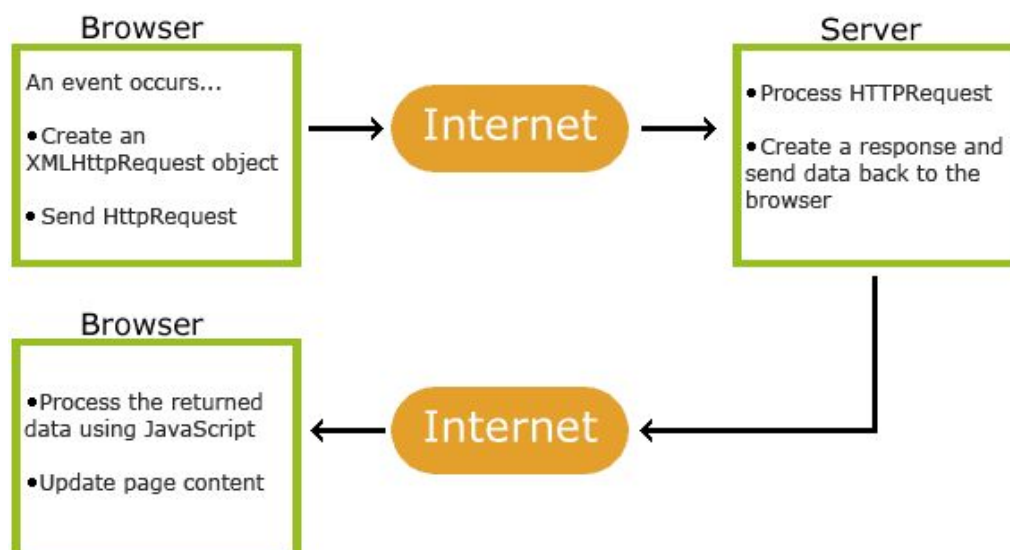 Browser
An event occurs...
•Create an
XMLHttpRequest object
• Send HttpRequest
Internet
Server
•Process HTTPRequest
•Create a response and
send data back to the
browser
Browser
•Process the returned
data using JavaScript
•Update page content
Internet